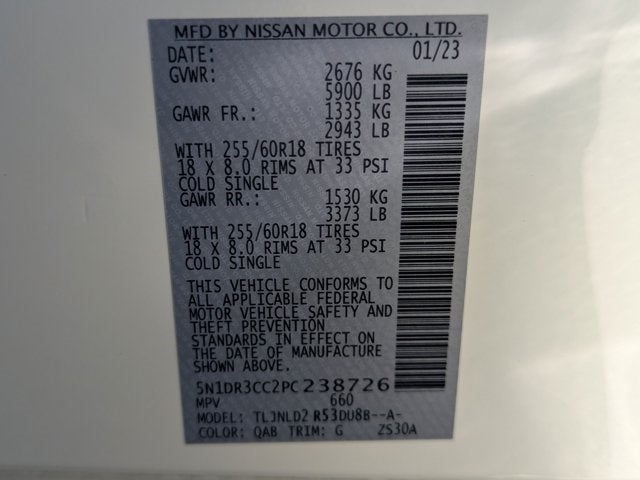 MFD BY NISSAN MOTOR CO., LTD.
DATE: 01/23
GVWR: 2676 KG
5900 LB
GAWR FR.: 1335 KG
2943 LB
WITH 255/60R18 TIRES
18 X 8.0 RIMS AT 33 PSI
COLD SINGLE
GAWR RR.: 1530 KG
3373 LB
WITH 255/60R18 TIRES
18 X 8.0 RIMS AT 33 PSI
COLD SINGLE
THIS VEHICLE CONFORMS TO
ALL APPLICABLE FEDERAL
MOTOR VEHICLE SAFETY AND
THEFT PREVENTION
STANDARDS IN EFFECT ON
THE DATE OF MANUFACTURE
SHOWN ABOVE.
5N1DR3CC2PC238726
MPV 660
MODEL: TLJNLD2 R53DU8B--A-
COLOR: QAB TRIM: G ZS30A